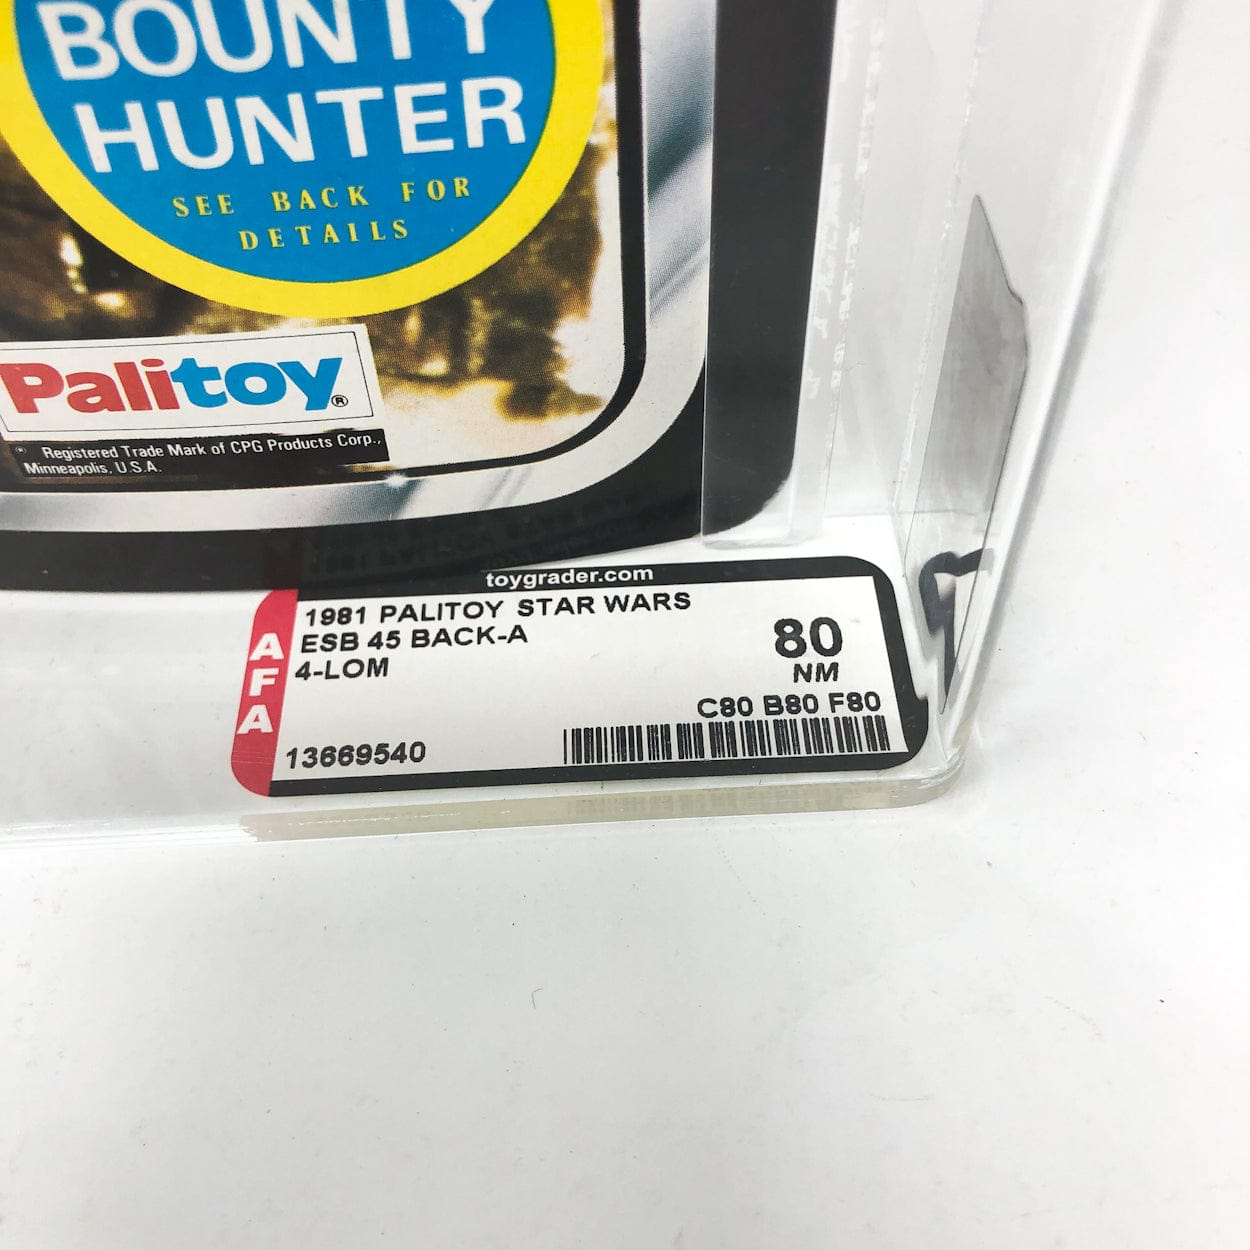 BOUNTY
HUNTER
SEE BACK FOR
DETAILS
Palitoy®
® Registered Trade Mark of CPG Products Corp.,
Minneapolis, U.S.A.
toygrader.com
1981 PALITOY STAR WARS
ESB 45 BACK-A
4-LOM
80
NM
C80 B80 F80
AFA
13669540